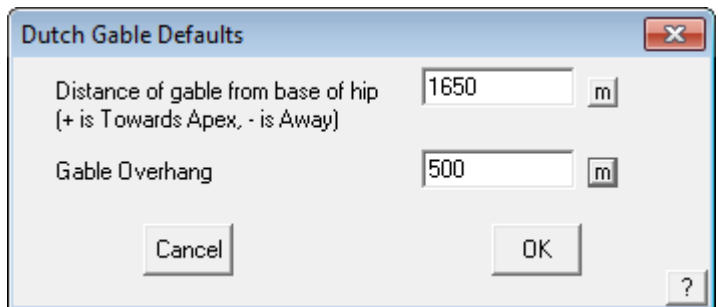 Dutch Gable Defaults
Distance of gable from base of hip
(+ is Towards Apex, - is Away)
1650
m
Gable Overhang
500
m
Cancel
OK
?